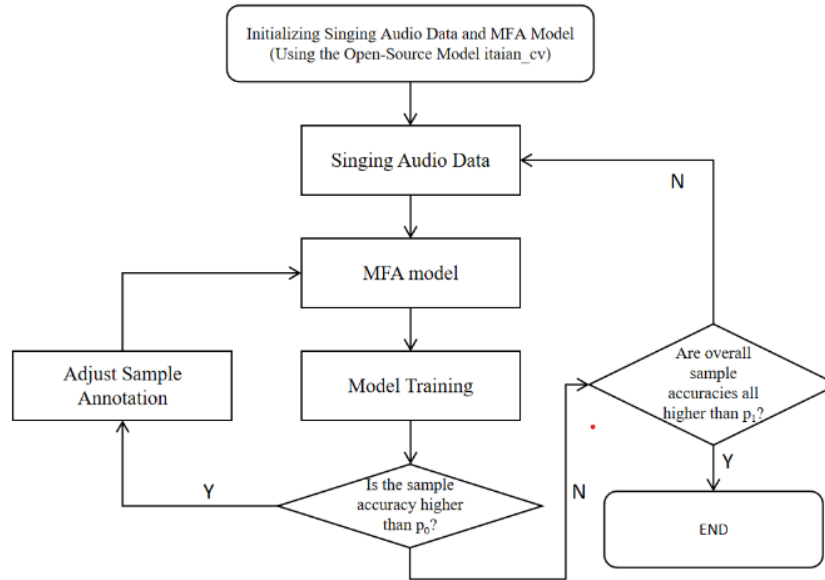 Initializing Singing Audio Data and MFA Model
(Using the Open-Source Model itaian_cv)
Singing Audio Data
N
MFA model
Adjust Sample
Annotation
Model Training
Are overall
sample
accuracies all
higher than p₁?
Y
Is the sample
accuracy higher
than p₀?
N
Y
END